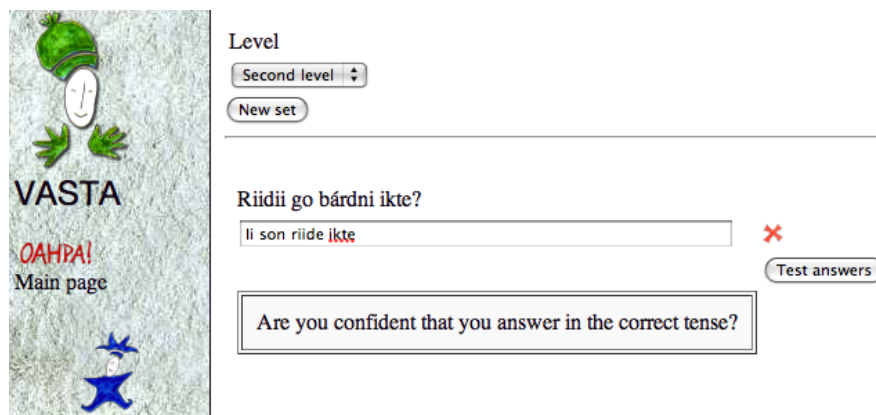 Level
Second level
New set
VASTA
OAHPA!
Main page
Riidii go bárdni ikte?
Ii son riide ikte
Test answers
Are you confident that you answer in the correct tense?